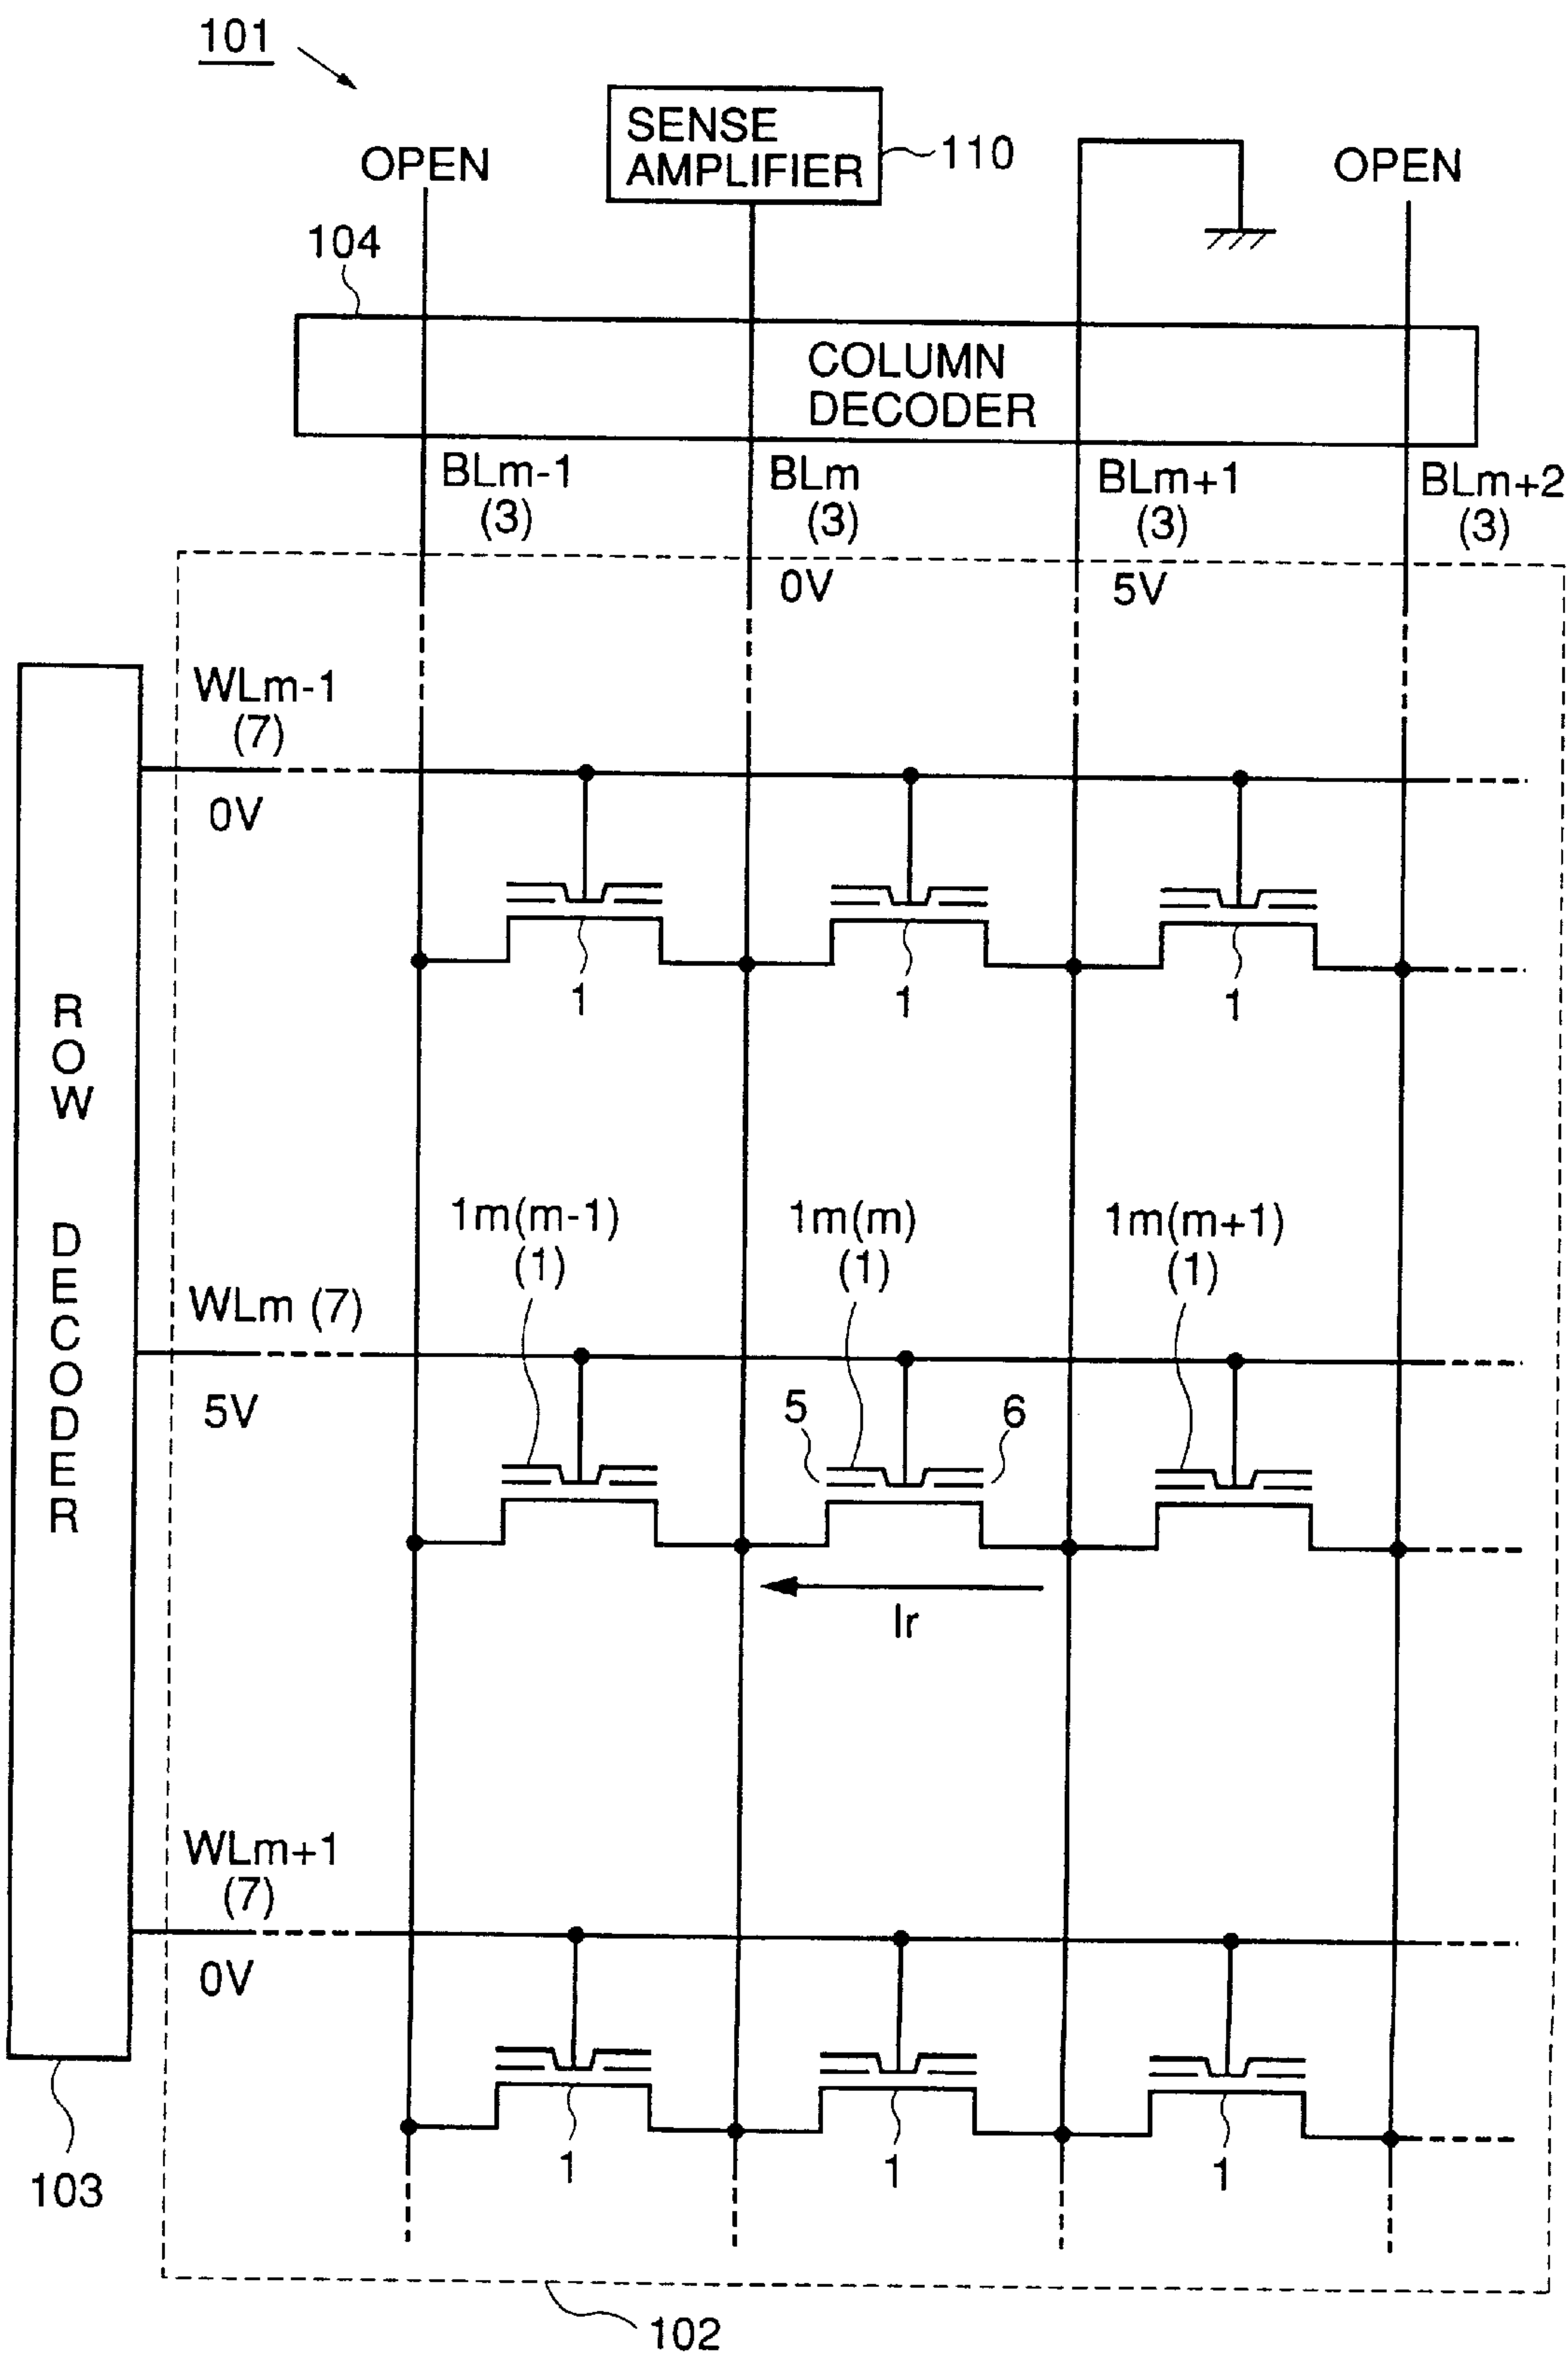 101
OPEN
SENSE
AMPLIFIER
110
OPEN
104
COLUMN
DECODER
BLm-1
(3)
BLm
(3)
BLm+1
(3)
BLm+2
(3)
0V
5V
WLm-1
(7)
0V
1
1
1
ROW DECODER
1m(m-1)
(1)
1m(m)
(1)
1m(m+1)
(1)
WLm (7)
5V
5
6
Ir
WLm+1
(7)
0V
1
1
1
103
102